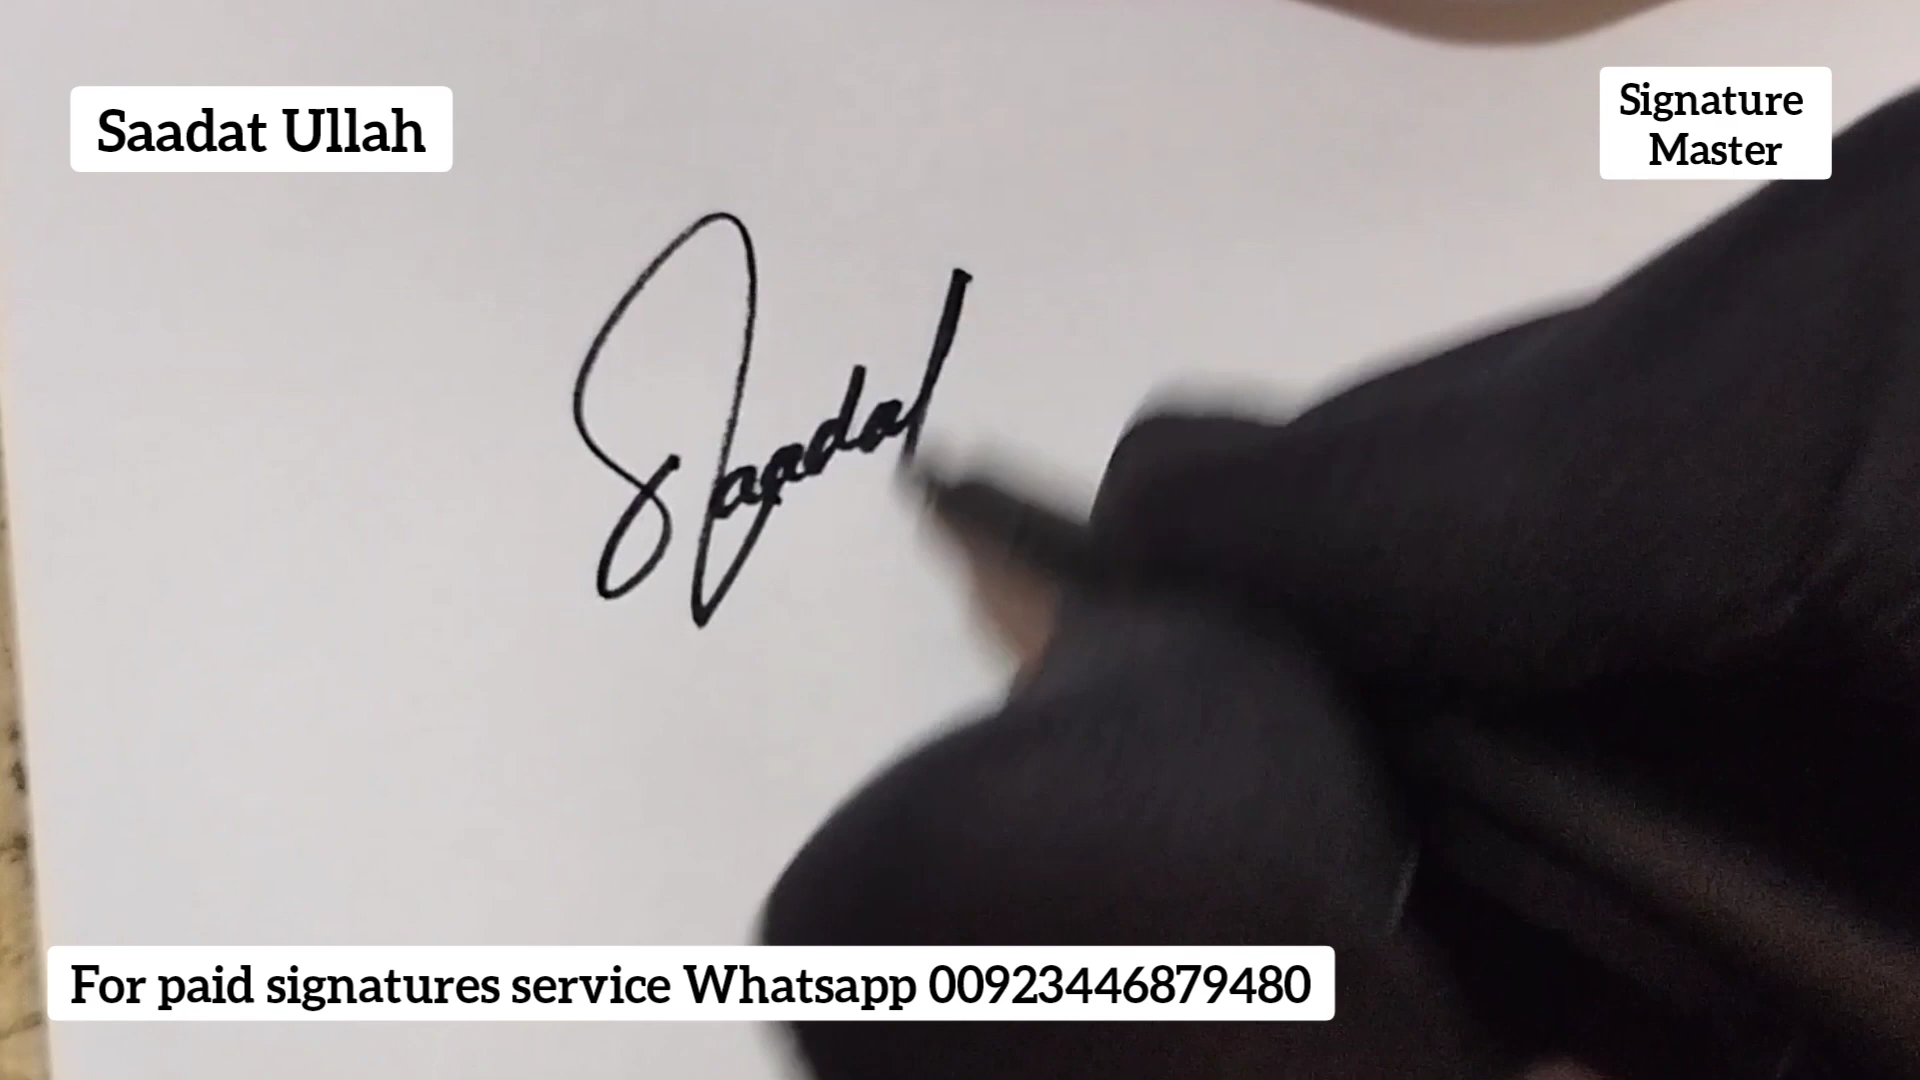 Saadat Ullah
Signature
Master
Saadat
For paid signatures service Whatsapp 00923446879480